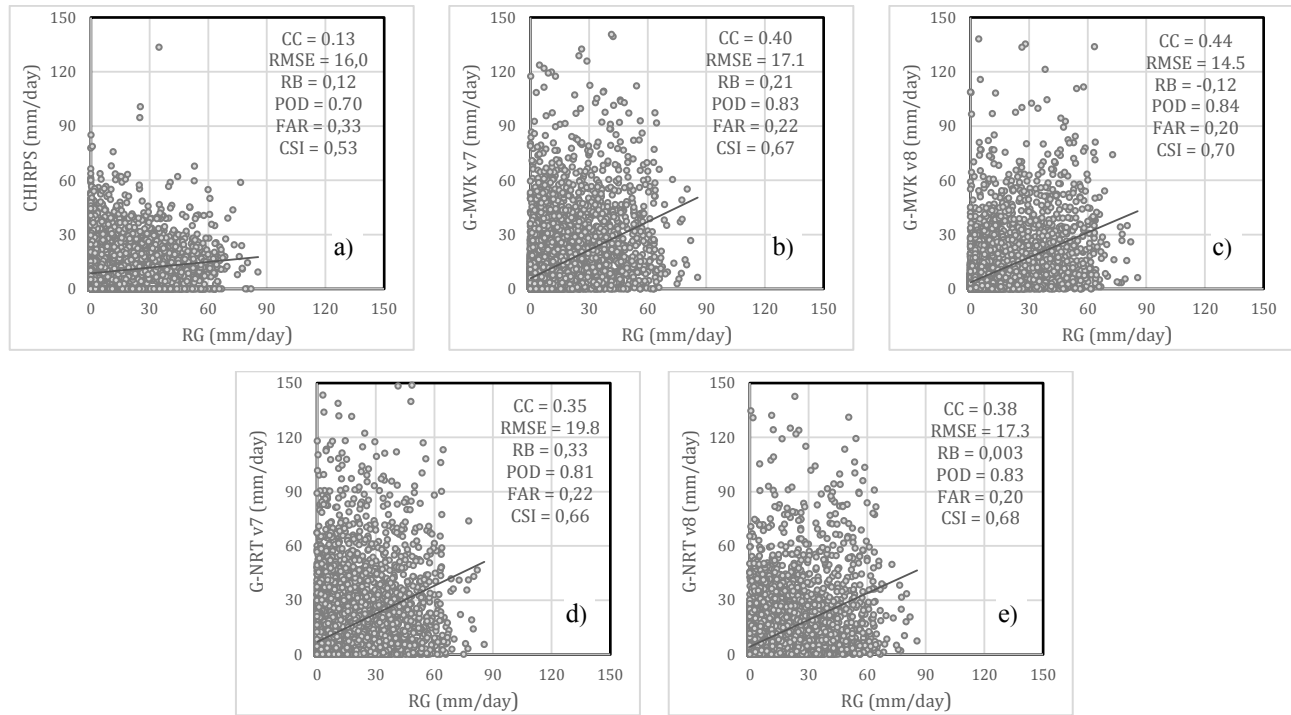 150
120
90
60
30
0
CHIRPS (mm/day)
CC = 0.13
RMSE = 16,0
RB = 0,12
POD = 0.70
FAR = 0,33
CSI = 0,53
a)
0 30 60 90 120 150
RG (mm/day)
150
120
90
60
30
0
G-MVK v7 (mm/day)
CC = 0.40
RMSE = 17.1
RB = 0,21
POD = 0.83
FAR = 0,22
CSI = 0,67
b)
0 30 60 90 120 150
RG (mm/day)
150
120
90
60
30
0
G-MVK v8 (mm/day)
CC = 0.44
RMSE = 14.5
RB = -0,12
POD = 0.84
FAR = 0,20
CSI = 0,70
c)
0 30 60 90 120 150
RG (mm/day)
150
120
90
60
30
0
G-NRT v7 (mm/day)
CC = 0.35
RMSE = 19.8
RB = 0,33
POD = 0.81
FAR = 0,22
CSI = 0,66
d)
0 30 60 90 120 150
RG (mm/day)
150
120
90
60
30
0
G-NRT v8 (mm/day)
CC = 0.38
RMSE = 17.3
RB = 0,003
POD = 0.83
FAR = 0,20
CSI = 0,68
e)
0 30 60 90 120 150
RG (mm/day)